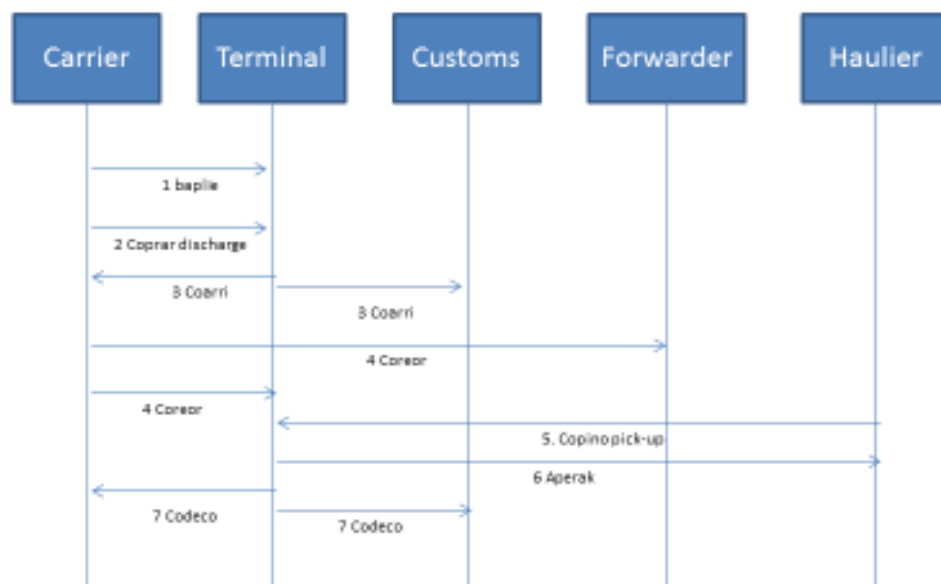 Carrier
Terminal
Customs
Forwarder
Haulier
1 baplie
2 Coprar discharge
3 Coarri
3 Coarri
4 Coreor
4 Coreor
5. Copino pick-up
6 Aperak
7 Codeco
7 Codeco